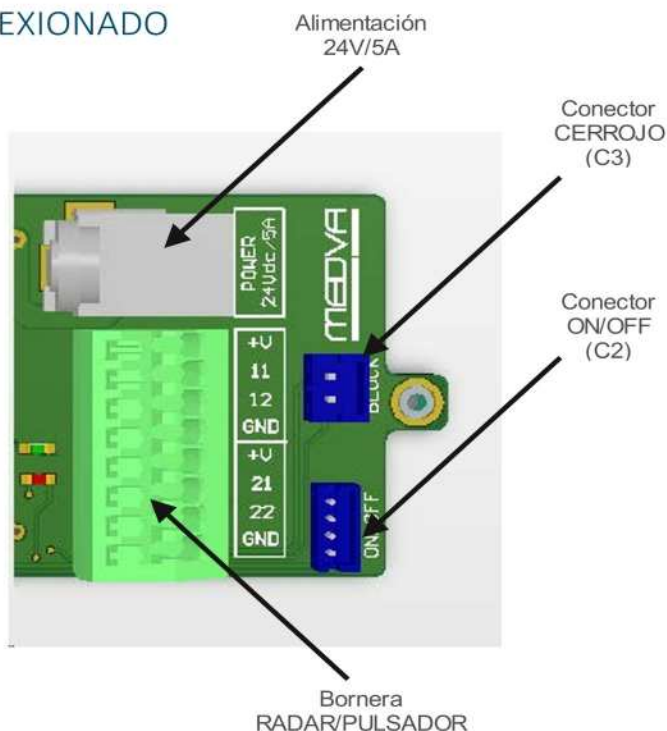 EXIONADO
Alimentación
24V/5A
Conector
CERROJO
(C3)
POWER
24Vdc/5A
MEDVA
+V
11
12
GND
BLOCK
Conector
ON/OFF
(C2)
+V
21
22
GND
ON/OFF
Bornera
RADAR/PULSADOR